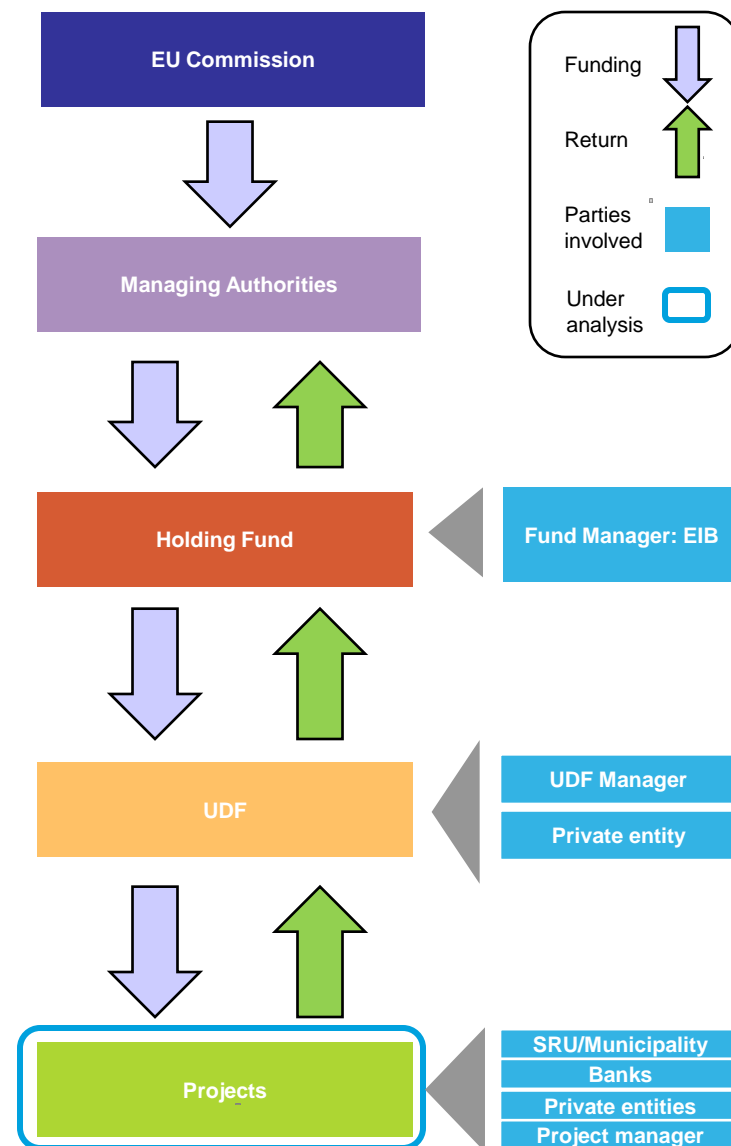 EU Commission
Funding
Return
Parties
involved
Under
analysis
Managing Authorities
Holding Fund
Fund Manager: EIB
UDF
UDF Manager
Private entity
Projects
SRU/Municipality
Banks
Private entities
Project manager